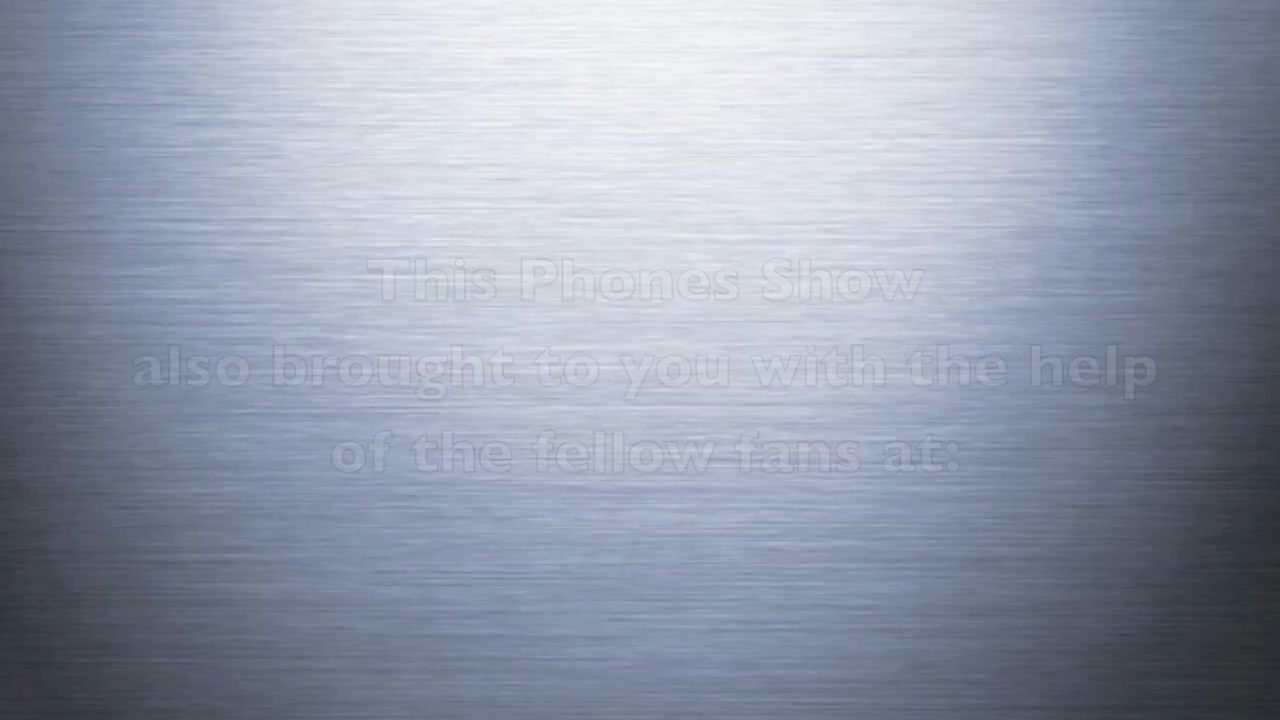 This Phones Show
also brought to you with the help
of the fellow fans at: